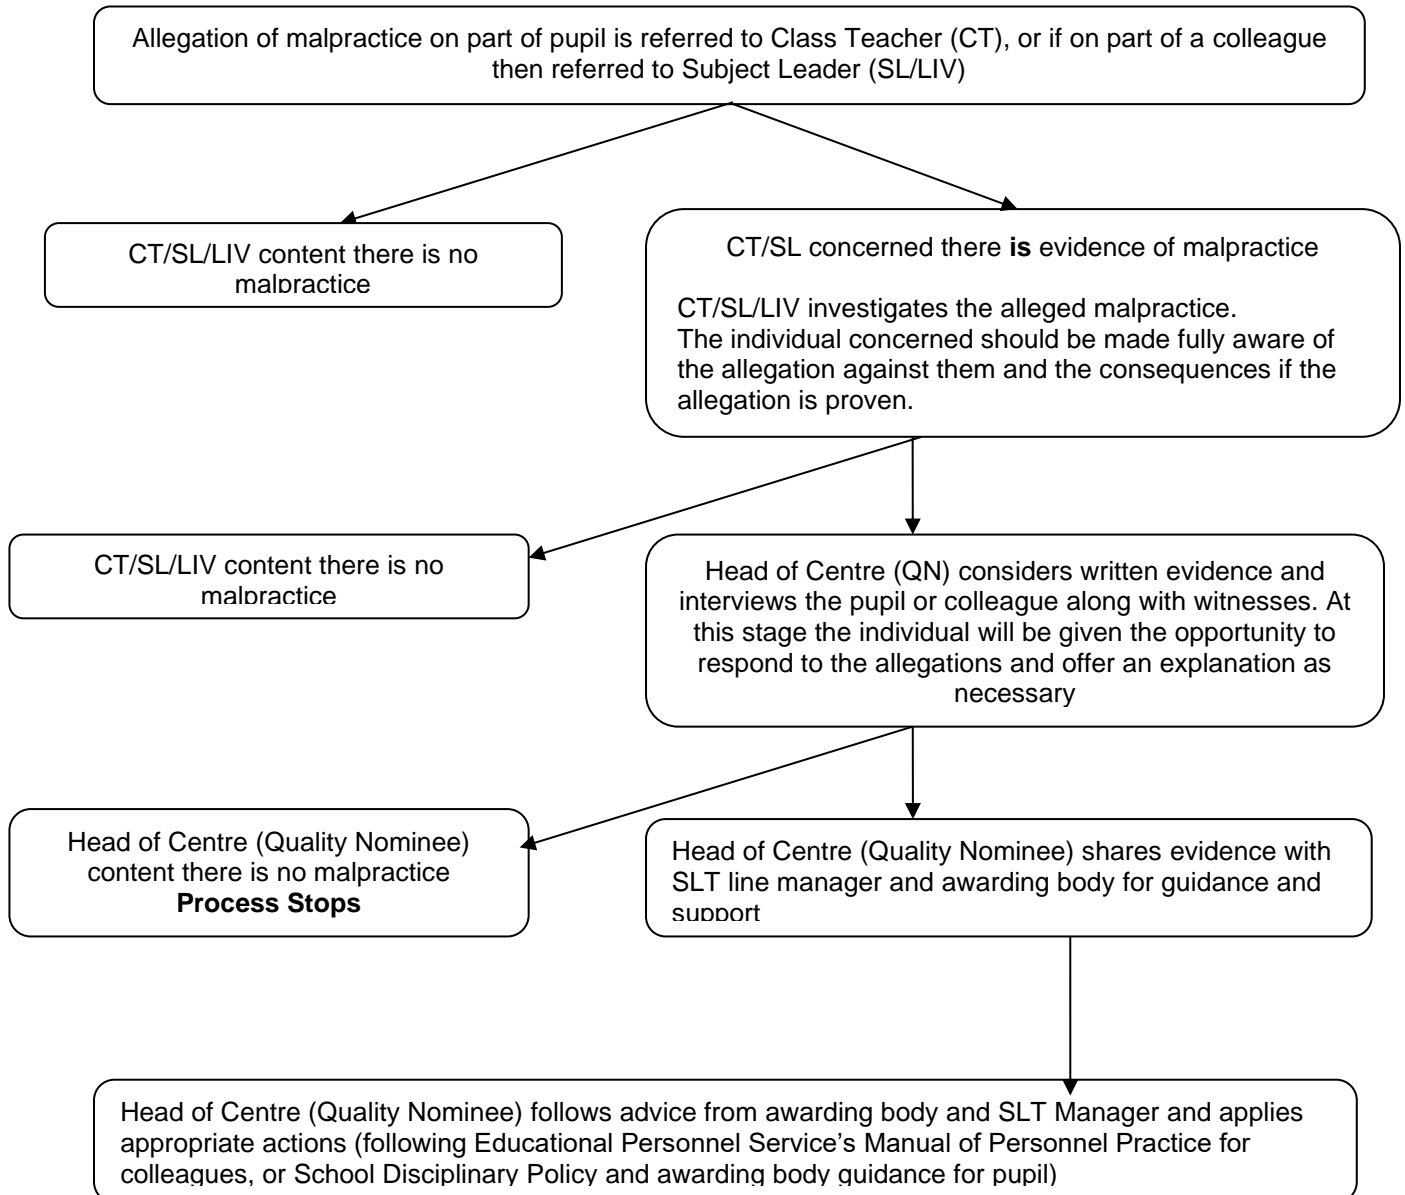 Allegation of malpractice on part of pupil is referred to Class Teacher (CT), or if on part of a colleague
then referred to Subject Leader (SL/LIV)
CT/SL/LIV content there is no
malpractice
CT/SL concerned there is evidence of malpractice
CT/SL/LIV investigates the alleged malpractice.
The individual concerned should be made fully aware of
the allegation against them and the consequences if the
allegation is proven.
CT/SL/LIV content there is no
malpractice
Head of Centre (QN) considers written evidence and
interviews the pupil or colleague along with witnesses. At
this stage the individual will be given the opportunity to
respond to the allegations and offer an explanation as
necessary
Head of Centre (Quality Nominee)
content there is no malpractice
Process Stops
Head of Centre (Quality Nominee) shares evidence with
SLT line manager and awarding body for guidance and
support
Head of Centre (Quality Nominee) follows advice from awarding body and SLT Manager and applies
appropriate actions (following Educational Personnel Service's Manual of Personnel Practice for
colleagues, or School Disciplinary Policy and awarding body guidance for pupil)